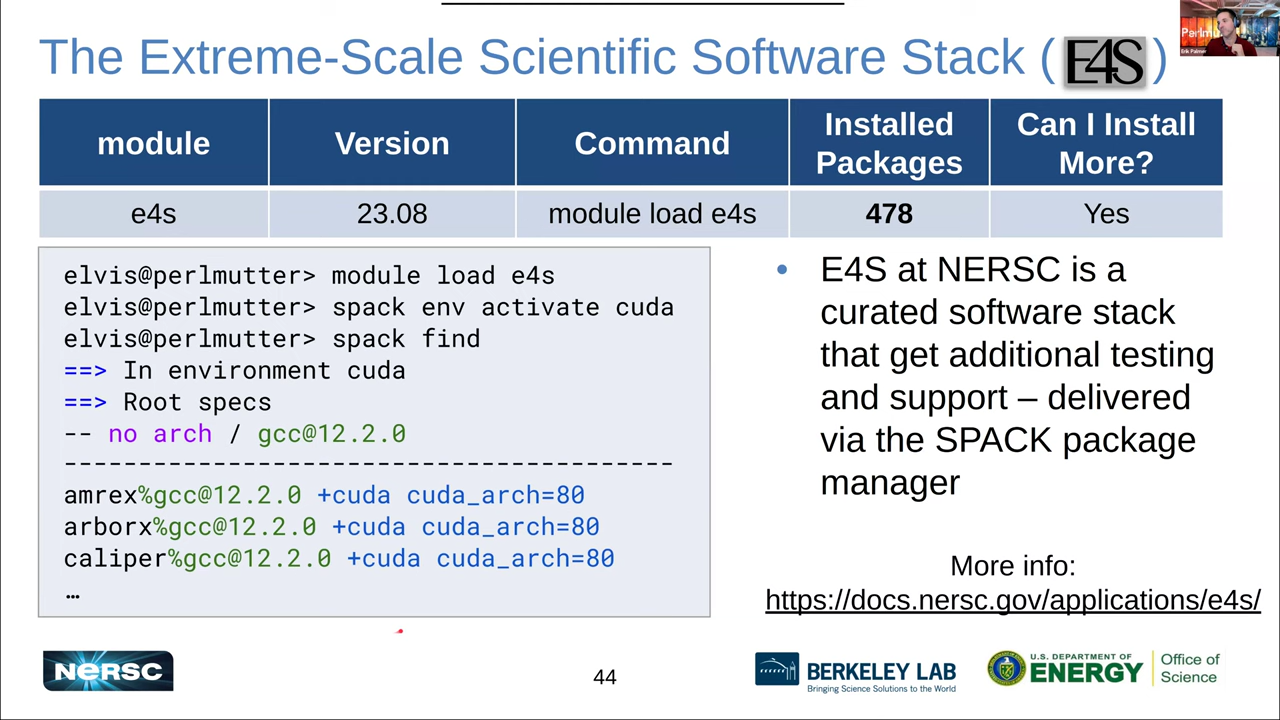 The Extreme-Scale Scientific Software Stack (E4S)
Perlmutter
Erik Palmer
module
Version
Command
Installed Packages
Can I Install More?
e4s
23.08
module load e4s
478
Yes
elvis@perlmutter> module load e4s
elvis@perlmutter> spack env activate cuda
elvis@perlmutter> spack find
==> In environment cuda
==> Root specs
-- no arch / gcc@12.2.0
-----------------------------------------
amrex%gcc@12.2.0 +cuda cuda_arch=80
arborx%gcc@12.2.0 +cuda cuda_arch=80
caliper%gcc@12.2.0 +cuda cuda_arch=80
…
• E4S at NERSC is a
curated software stack
that get additional testing
and support – delivered
via the SPACK package
manager
More info:
https://docs.nersc.gov/applications/e4s/
NERSC
44
BERKELEY LAB
Bringing Science Solutions to the World
U.S. DEPARTMENT OF
ENERGY
Office of
Science